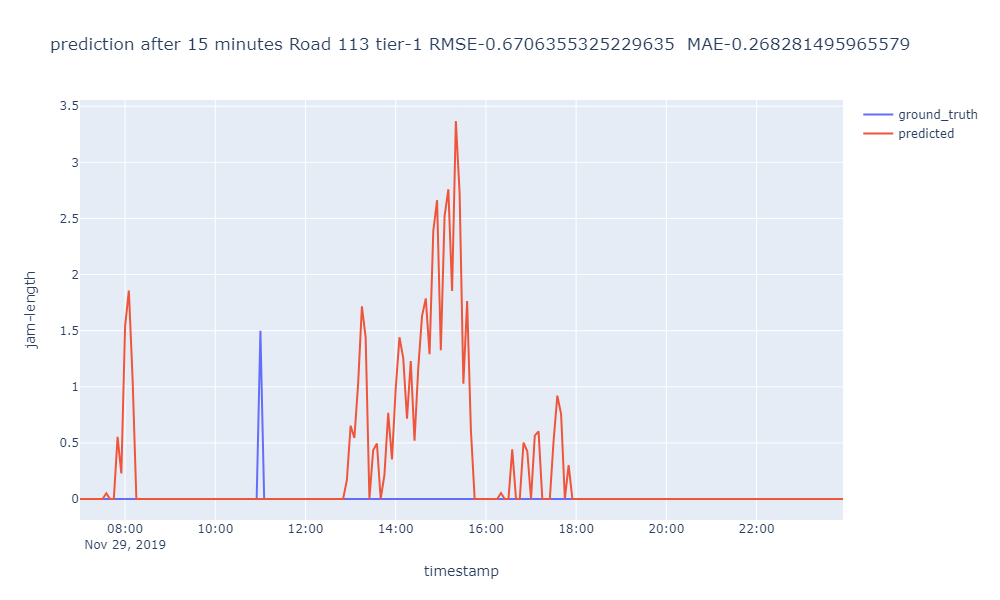 prediction after 15 minutes Road 113 tier-1 RMSE-0.6706355325229635  MAE-0.268281495965579
ground_truth
predicted
3.5
3
2.5
2
1.5
1
0.5
0
jam-length
08:00 10:00 12:00 14:00 16:00 18:00 20:00 22:00
Nov 29, 2019
timestamp